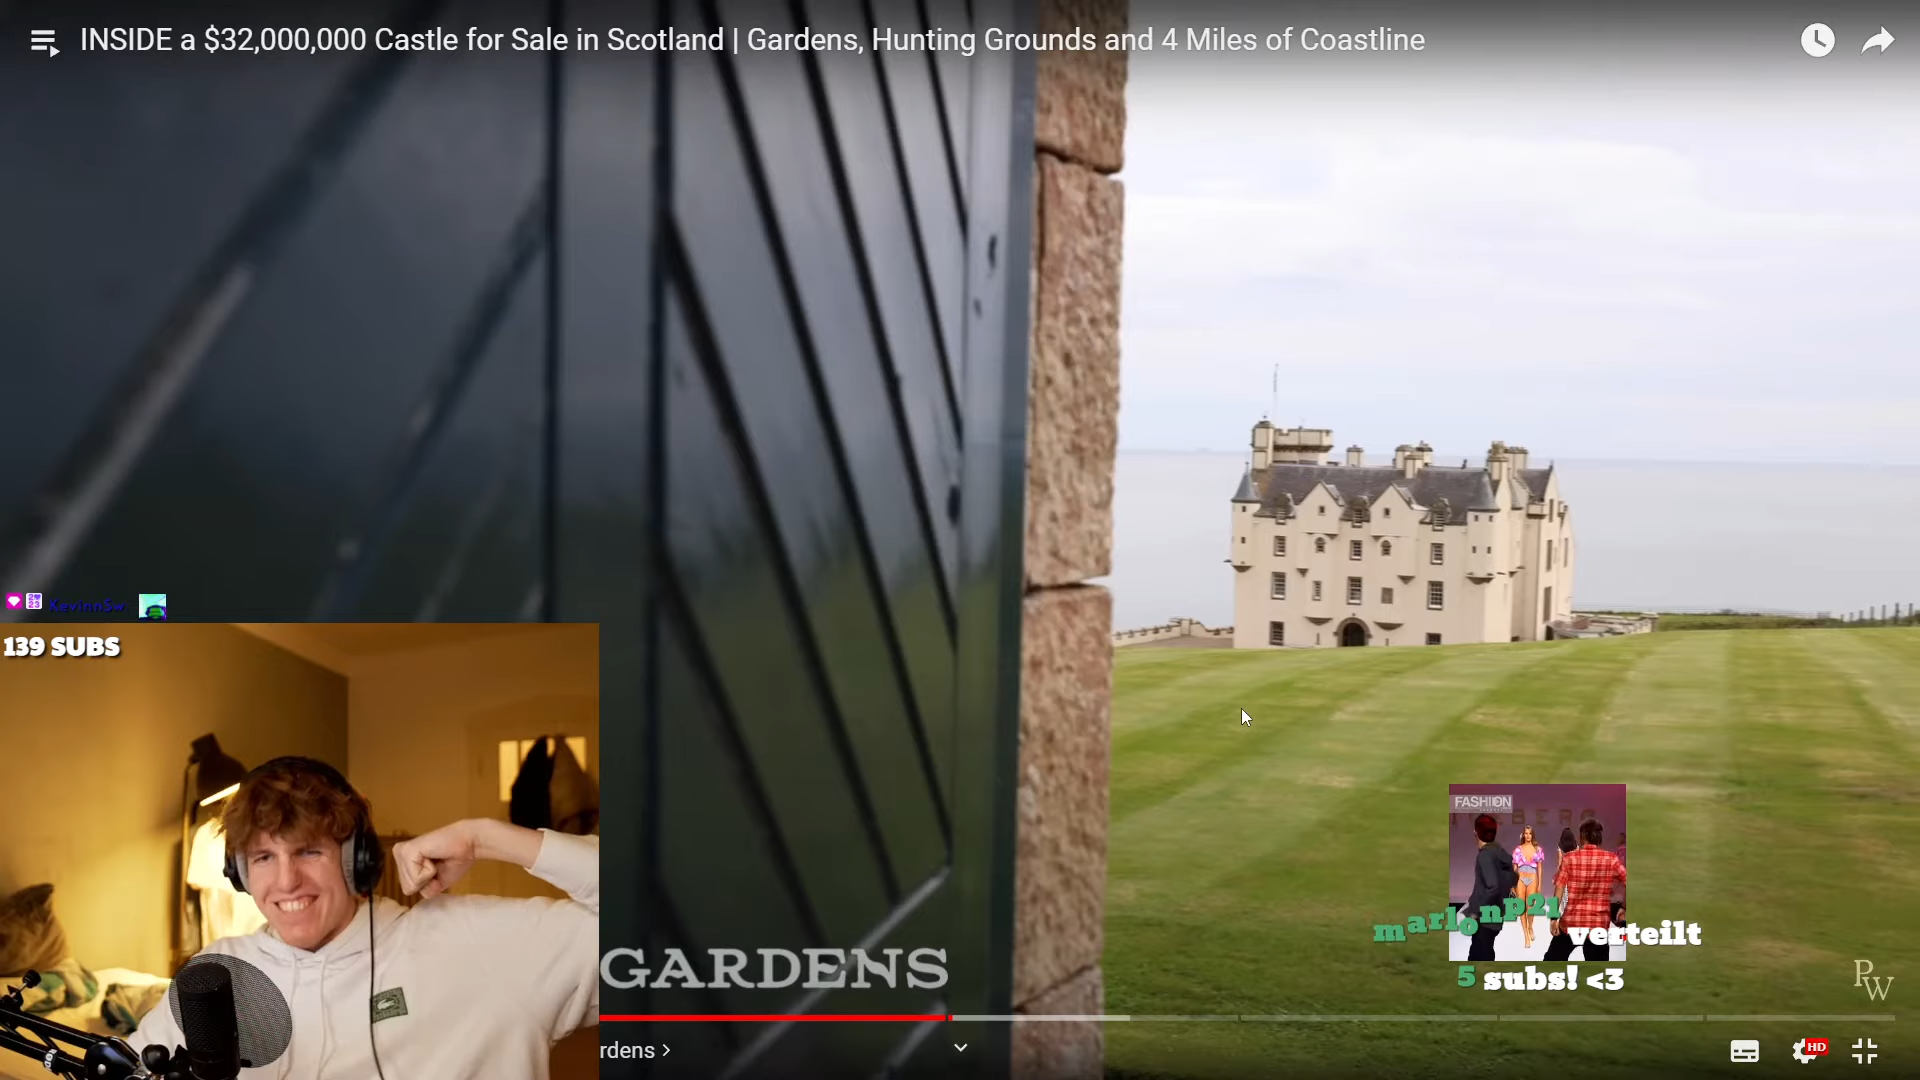 INSIDE a $32,000,000 Castle for Sale in Scotland | Gardens, Hunting Grounds and 4 Miles of Coastline
KevinnSw
139 SUBS
FASHION
GARDENS
marlonp21 verteilt
5 subs! <3
PW
rdens >
HD